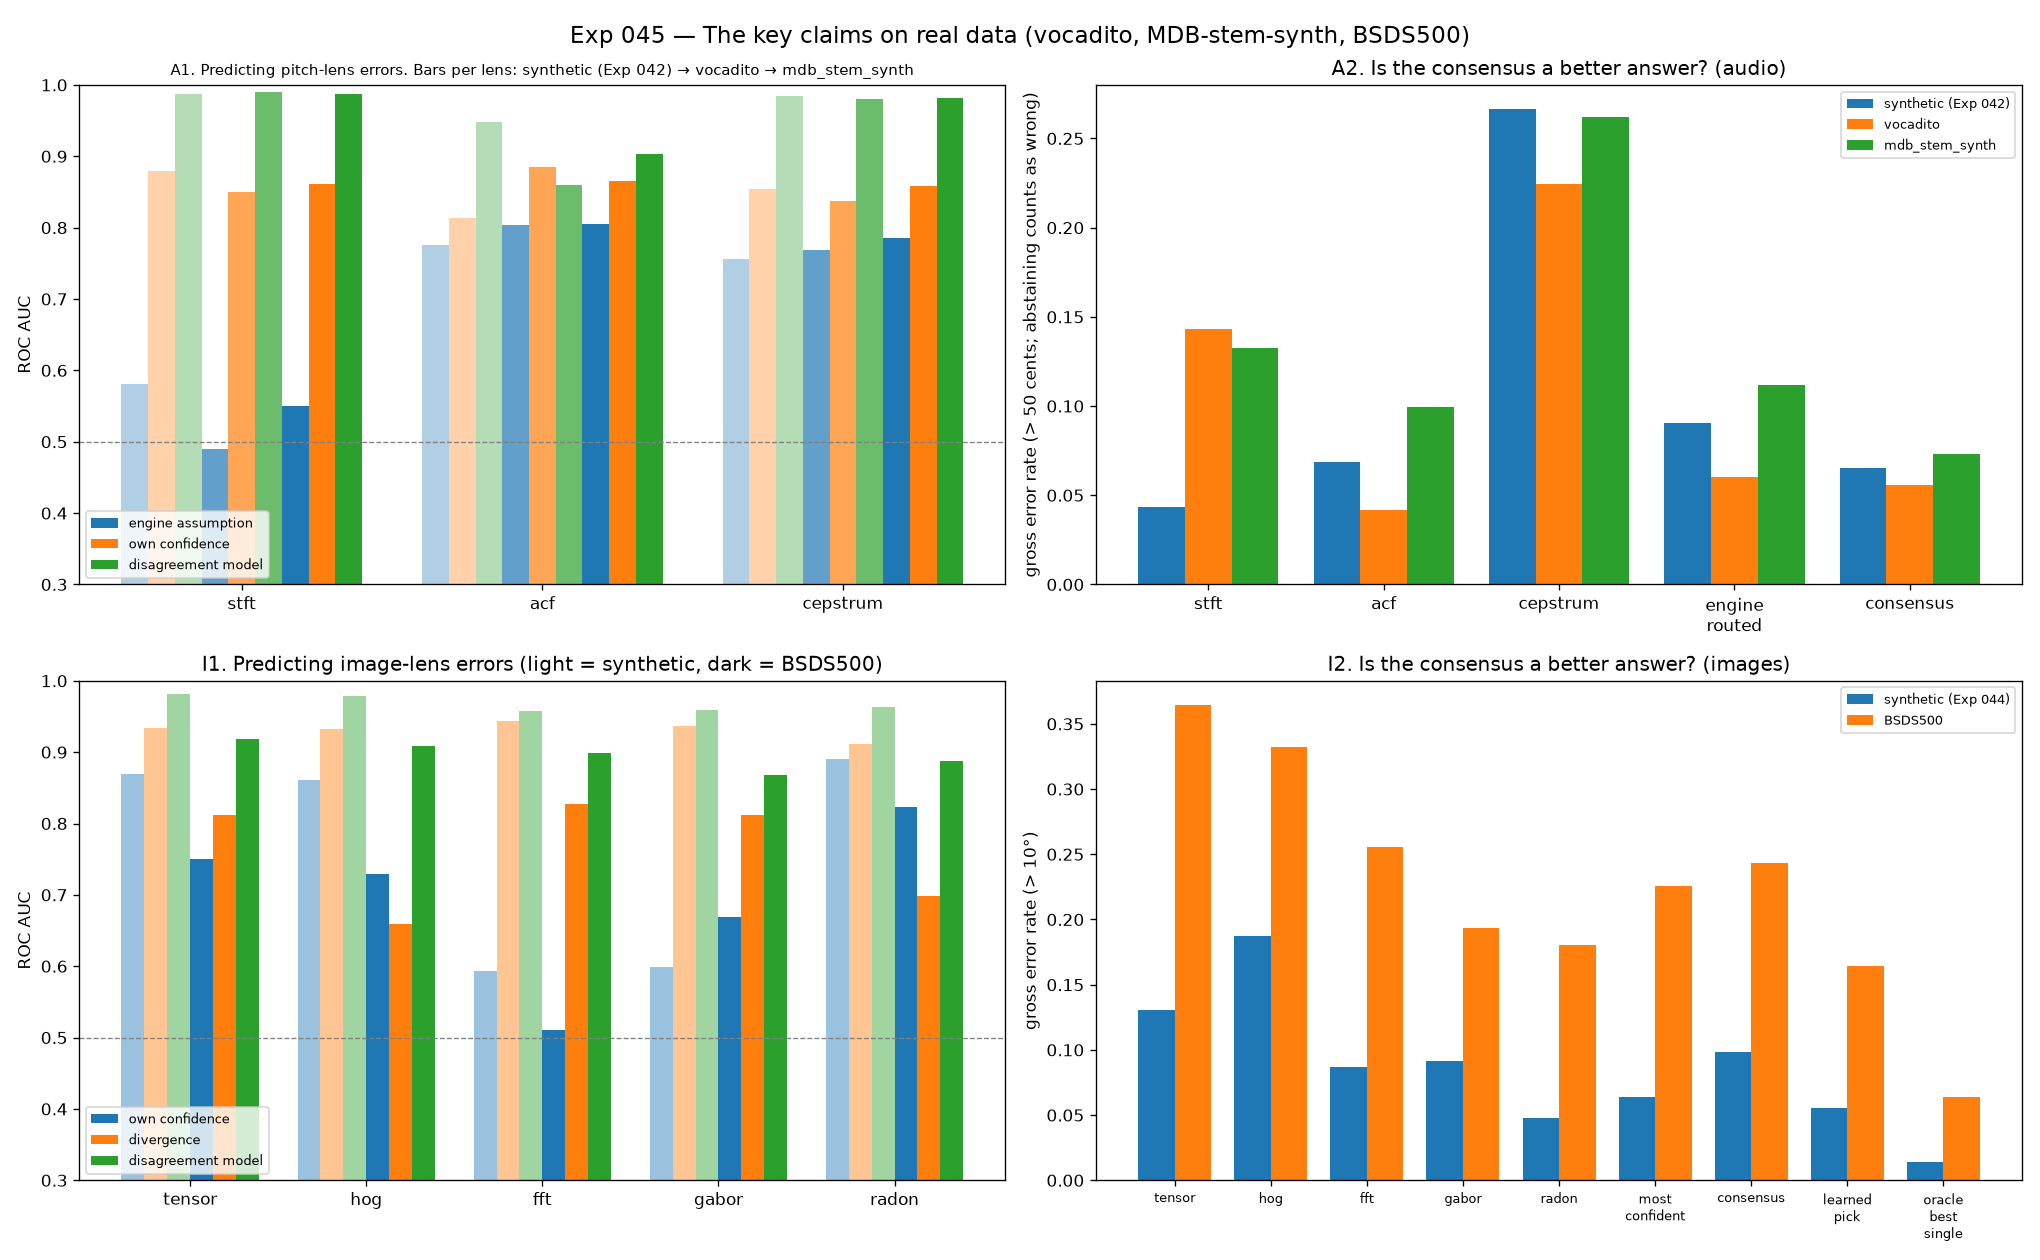 Exp 045 — The key claims on real data (vocadito, MDB-stem-synth, BSDS500)
A1. Predicting pitch-lens errors. Bars per lens: synthetic (Exp 042) → vocadito → mdb_stem_synth
ROC AUC
1.0
0.9
0.8
0.7
0.6
0.5
0.4
0.3
engine assumption
own confidence
disagreement model
stft
acf
cepstrum
A2. Is the consensus a better answer? (audio)
gross error rate (> 50 cents; abstaining counts as wrong)
0.25
0.20
0.15
0.10
0.05
0.00
synthetic (Exp 042)
vocadito
mdb_stem_synth
stft
acf
cepstrum
engine
routed
consensus
I1. Predicting image-lens errors (light = synthetic, dark = BSDS500)
ROC AUC
1.0
0.9
0.8
0.7
0.6
0.5
0.4
0.3
own confidence
divergence
disagreement model
tensor
hog
fft
gabor
radon
I2. Is the consensus a better answer? (images)
gross error rate (> 10°)
0.35
0.30
0.25
0.20
0.15
0.10
0.05
0.00
synthetic (Exp 044)
BSDS500
tensor
hog
fft
gabor
radon
most
confident
consensus
learned
pick
oracle
best
single